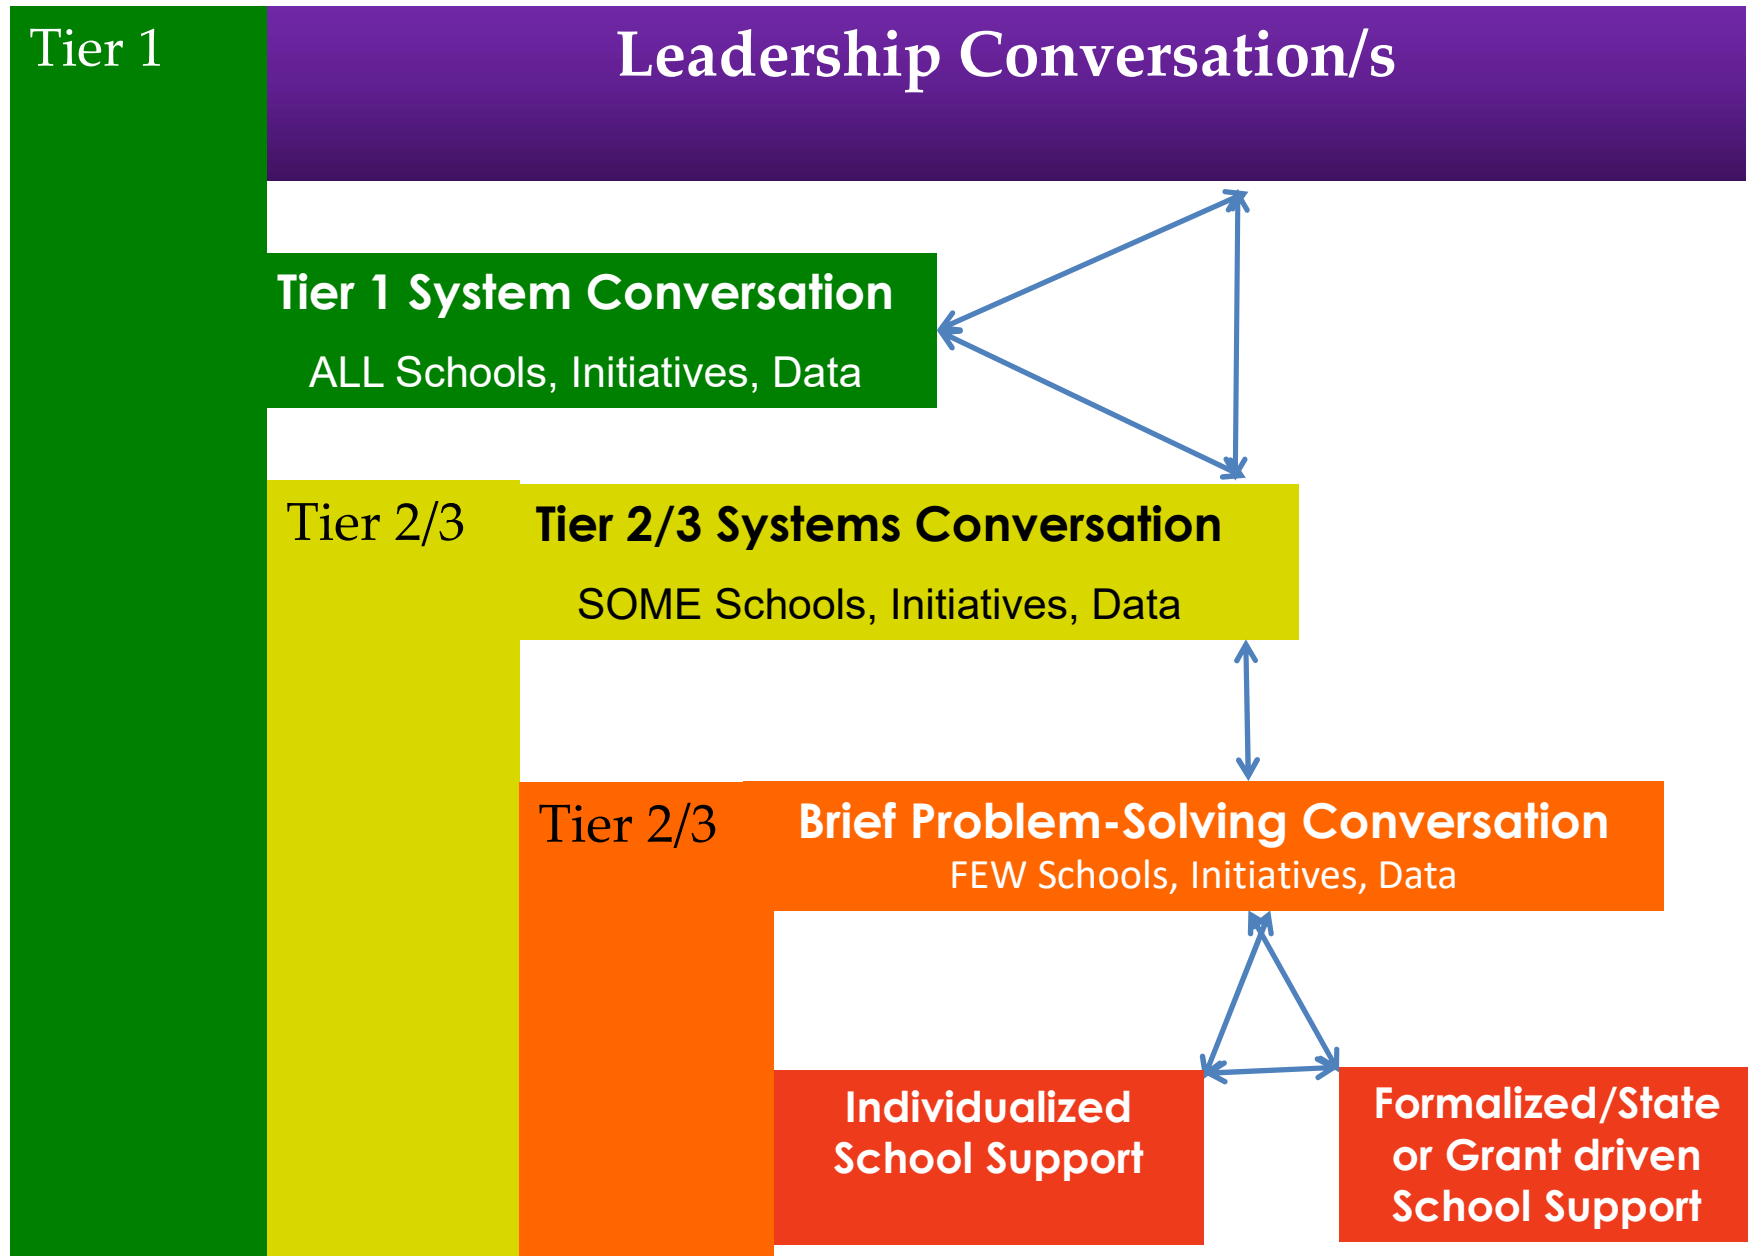 Tier 1
Leadership Conversation/s
Tier 1 System Conversation
ALL Schools, Initiatives, Data
Tier 2/3
Tier 2/3 Systems Conversation
SOME Schools, Initiatives, Data
Tier 2/3
Brief Problem-Solving Conversation
FEW Schools, Initiatives, Data
Individualized
School Support
Formalized/State
or Grant driven
School Support